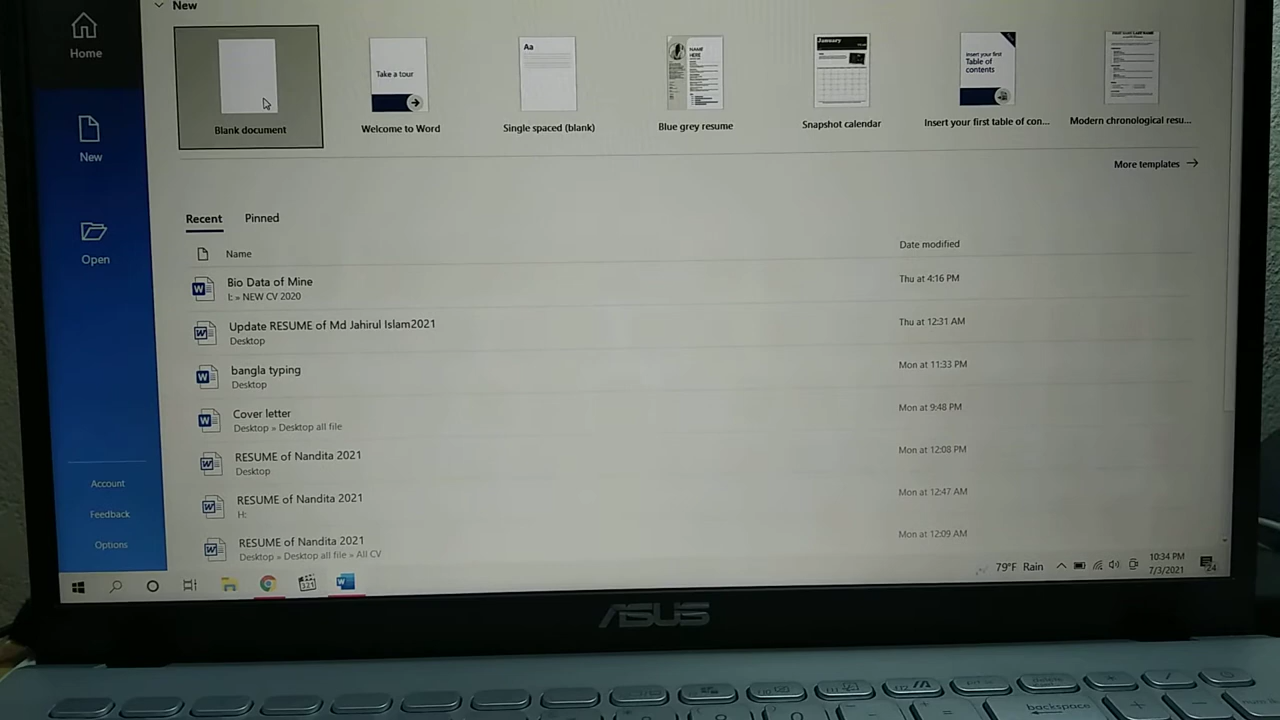 New
Home
New
Open
Account
Feedback
Options
Aa
Take a tour
NAME
HERE
January
Insert your first
Table of
contents
Blank document
Welcome to Word
Single spaced (blank)
Blue grey resume
Snapshot calendar
Insert your first table of con...
Modern chronological resu...
More templates
Recent
Pinned
Name
Date modified
Bio Data of Mine
I: » NEW CV 2020
Thu at 4:16 PM
Update RESUME of Md Jahirul Islam2021
Desktop
Thu at 12:31 AM
bangla typing
Desktop
Mon at 11:33 PM
Cover letter
Desktop » Desktop all file
Mon at 9:48 PM
RESUME of Nandita 2021
Desktop
Mon at 12:08 PM
RESUME of Nandita 2021
H:
Mon at 12:47 AM
RESUME of Nandita 2021
Desktop » Desktop all file » All CV
Mon at 12:09 AM
321
79°F Rain
10:34 PM
7/3/2021
24
ASUS
backspace